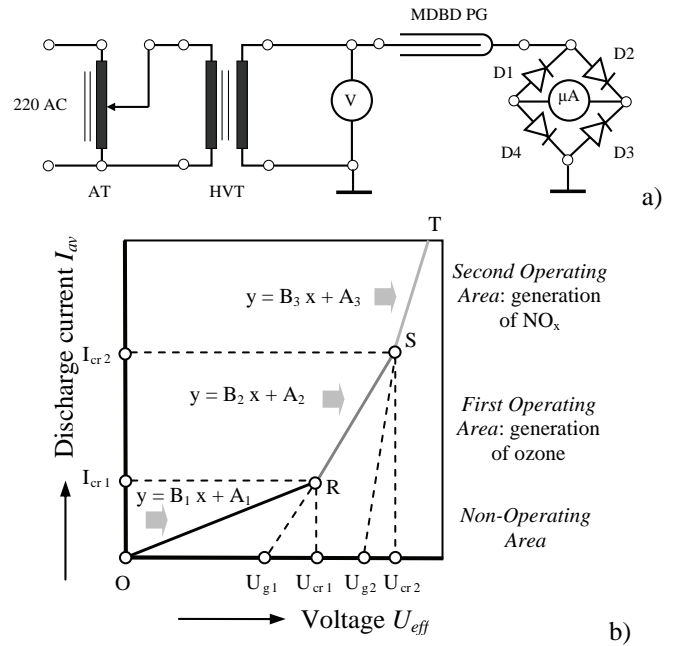 a)
MDBD PG
D1
D2
220 AC
V
μA
D4
D3
AT
HVT
b)
T
Second Operating
Area: generation
of NOx
y = B3 x + A3
Discharge current Iav
Icr 2
S
y = B2 x + A2
First Operating
Area: generation
of ozone
Icr 1
y = B1 x + A1
R
Non-Operating
Area
O
Ug 1
Ucr 1
Ug2
Ucr 2
Voltage Ueff